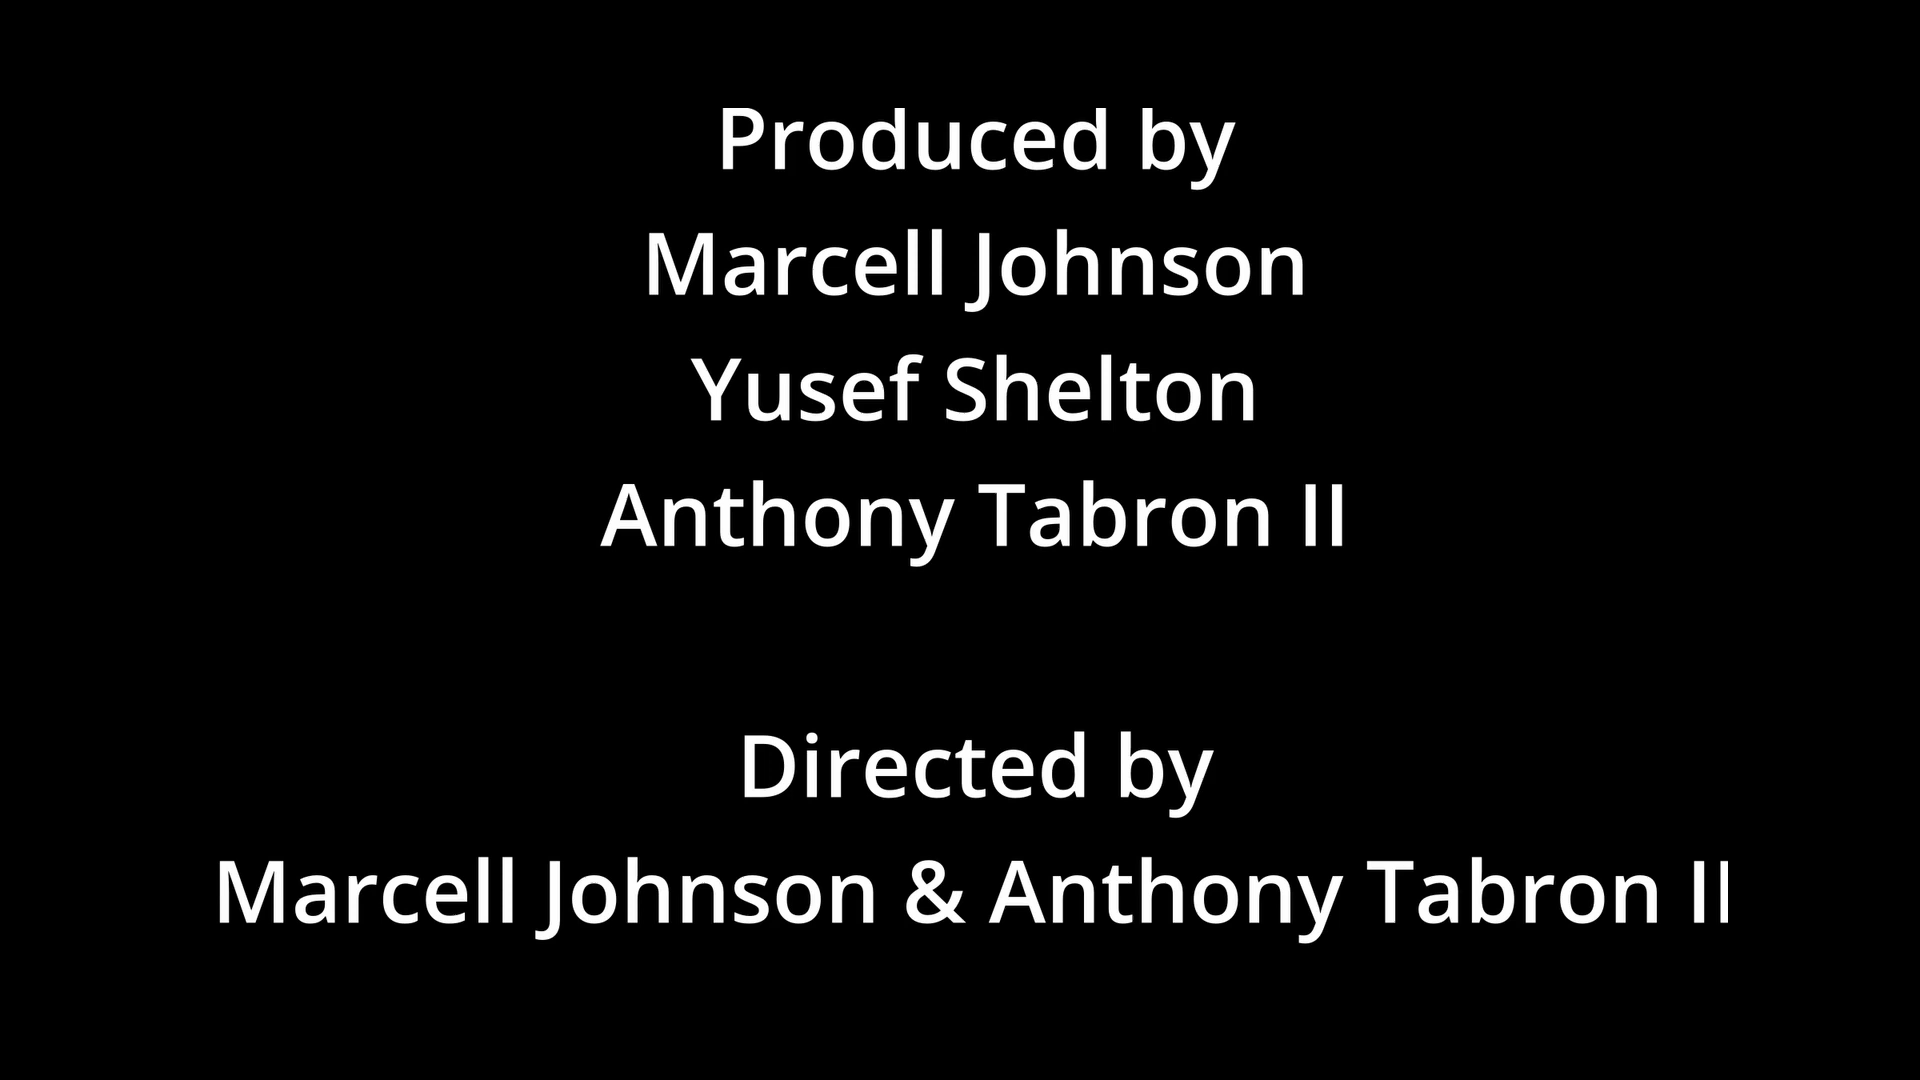 Produced by
Marcell Johnson
Yusef Shelton
Anthony Tabron II
Directed by
Marcell Johnson & Anthony Tabron II